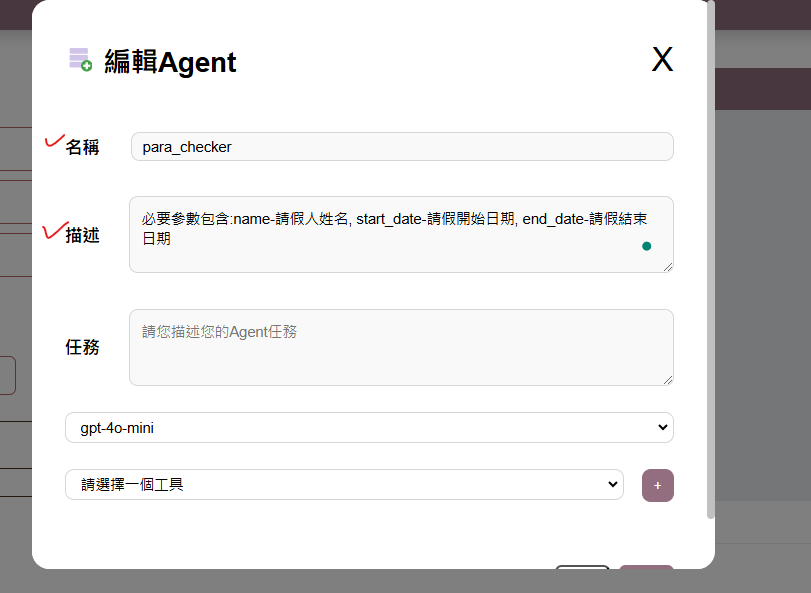 編輯Agent
X
名稱
para_checker
描述
必要參數包含:name-請假人姓名, start_date-請假開始日期, end_date-請假結束
日期
任務
請您描述您的Agent任務
gpt-4o-mini
請選擇一個工具
+